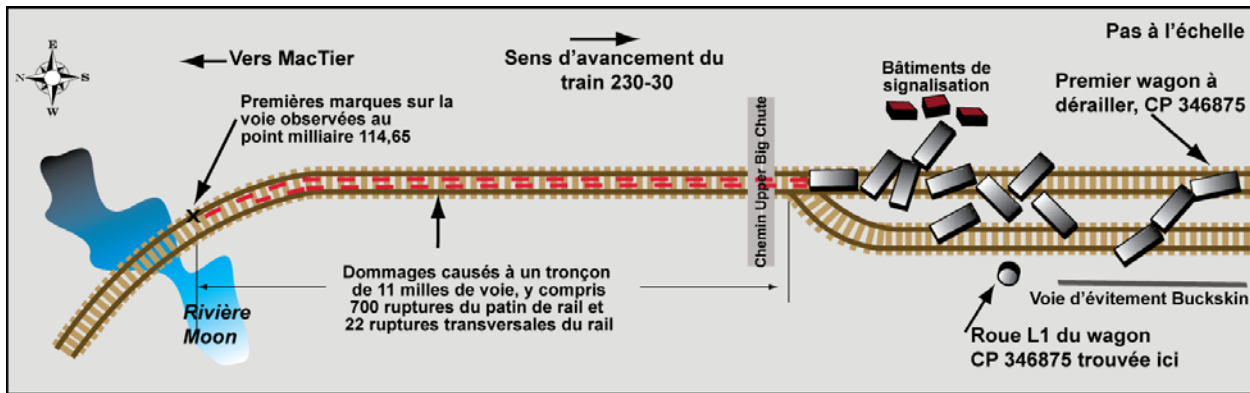 Pas à l'échelle
E
N
S
W
Vers MacTier
Sens d'avancement du
train 230-30
Bâtiments de
signalisation
Premier wagon à
dérailler, CP 346875
Premières marques sur la
voie observées au
point milliaire 114,65
Chemin Upper Big Chute
Dommages causés à un tronçon
de 11 milles de voie, y compris
700 ruptures du patin de rail et
22 ruptures transversales du rail
Rivière
Moon
x
Voie d'évitement Buckskin
Roue L1 du wagon
CP 346875 trouvée ici